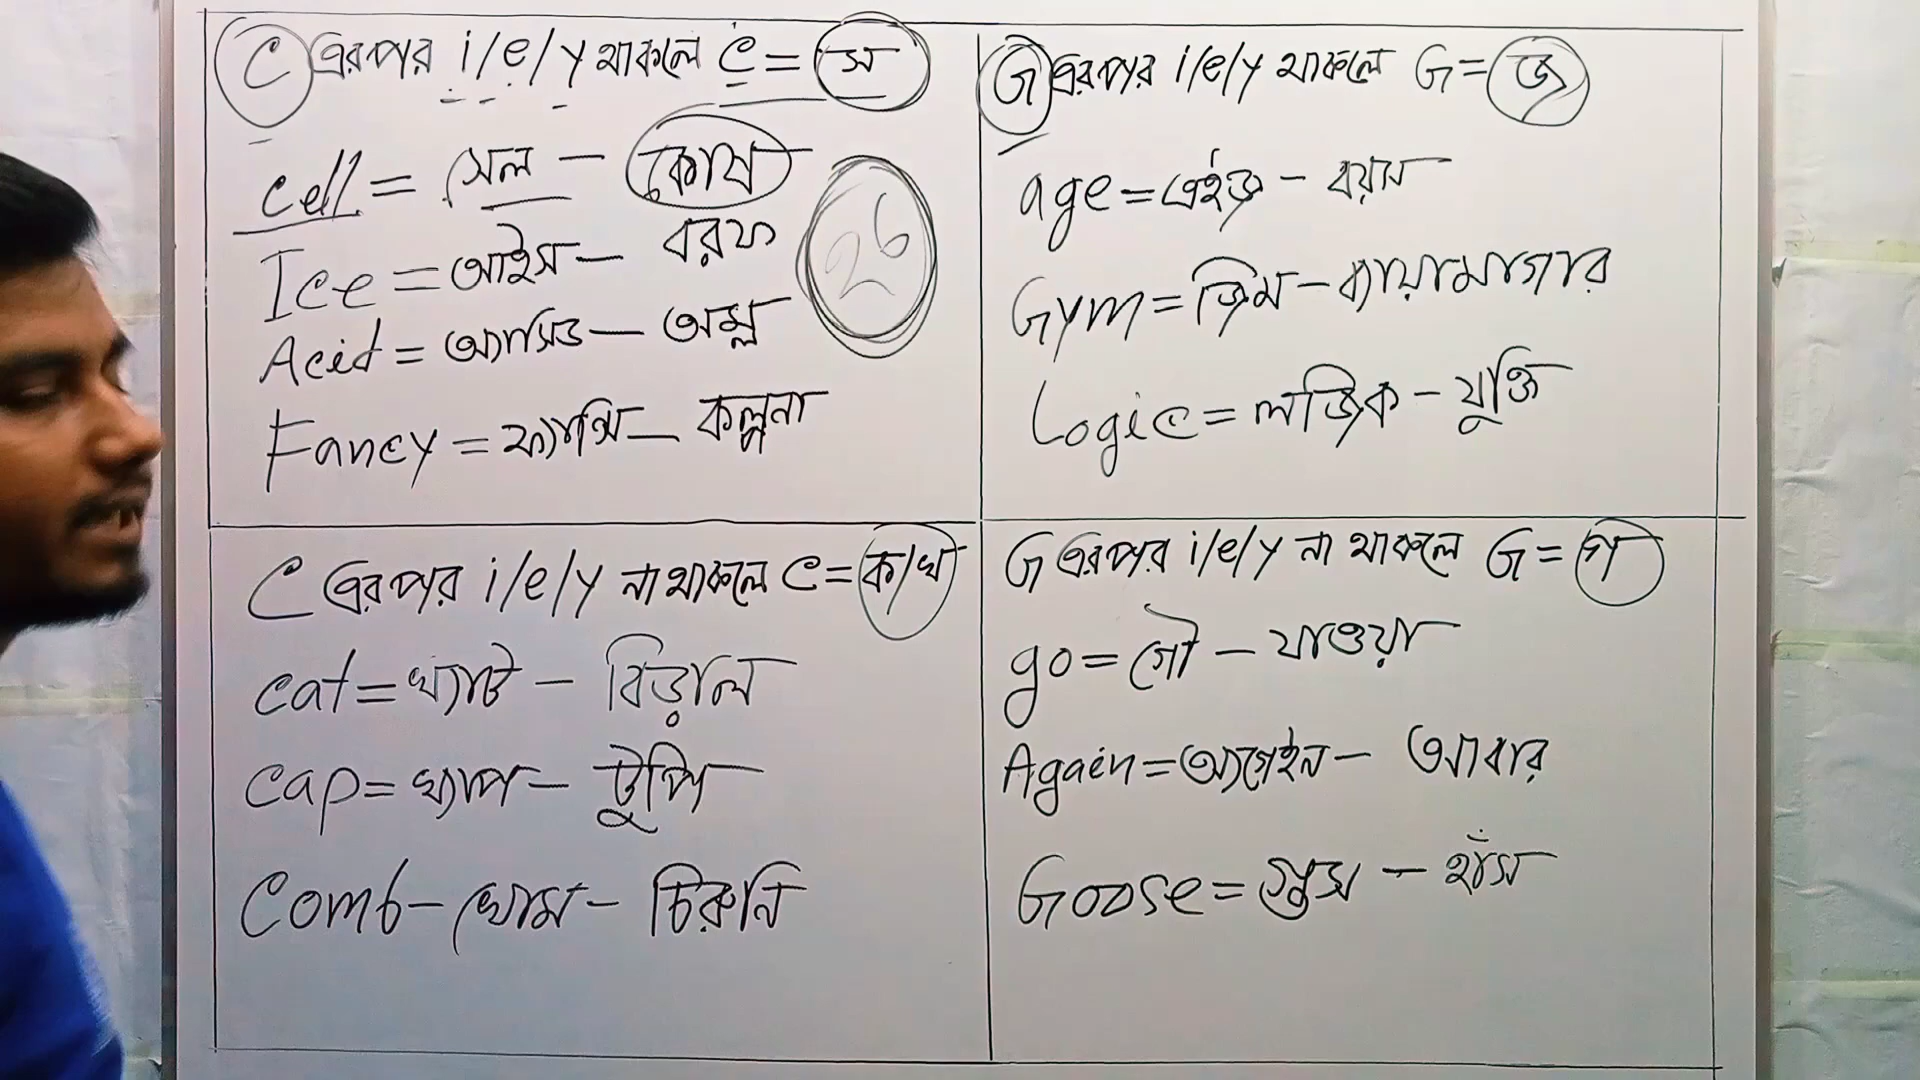 C এরপর i/e/y থাকলে c = স
cell = সেল - কোষ
Ice = আইস - বরফ
Acid = অ্যাসিড - অম্ল
Fancy = ফ্যান্সি - কল্পনা
26
G এরপর i/e/y থাকলে G = জ
age = এইজ - বয়স
Gym = জিম - ব্যায়ামাগার
Logic = লজিক - যুক্তি
C এরপর i/e/y না থাকলে c = ক/খ
cat = খ্যাট - বিড়াল
cap = খ্যাপ - টুপি
Comb - খোম - চিরুনি
G এরপর i/e/y না থাকলে G = গ
go = গৌ - যাওয়া
Again = অ্যাগেইন - আবার
Goose = গুস - হাঁস